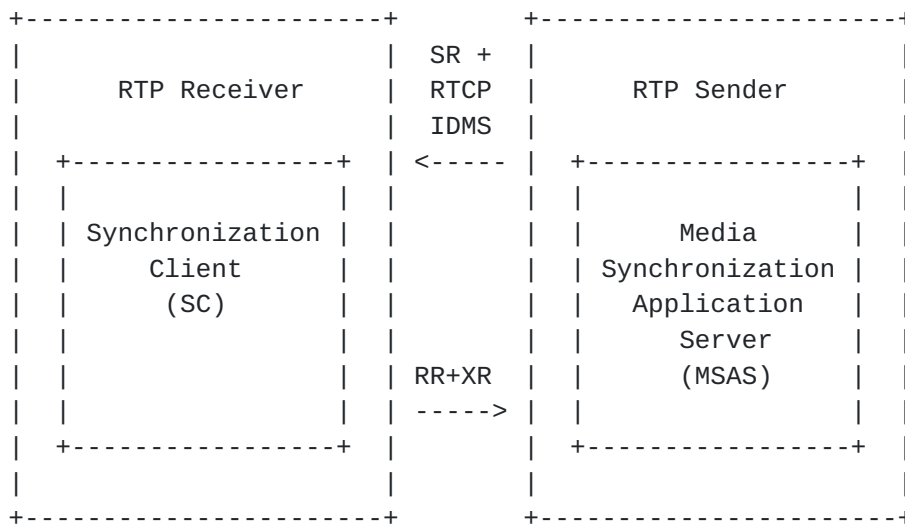 SR +
RTP Receiver RTCP RTP Sender
IDMS
<-----
Synchronization Media
Client Synchronization
(SC) Application
Server
RR+XR (MSAS)
----->